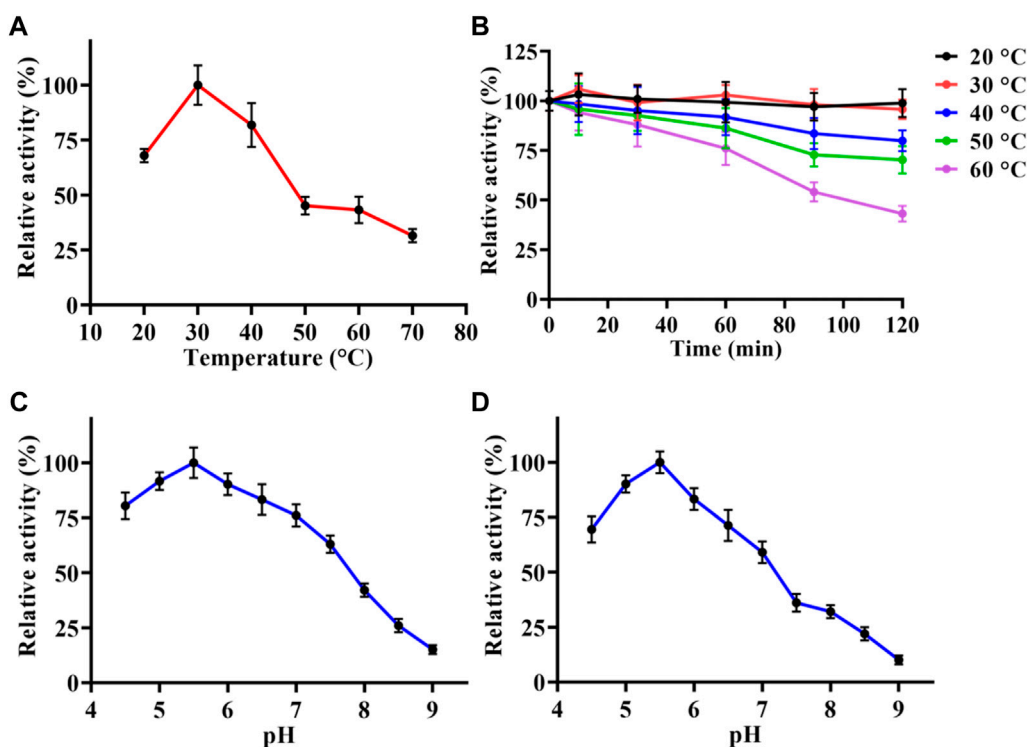 A
Relative activity (%)
100
75
50
25
0
10 20 30 40 50 60 70 80
Temperature (°C)
B
Relative activity (%)
125
100
75
50
25
0
0 20 40 60 80 100 120
Time (min)
20 °C
30 °C
40 °C
50 °C
60 °C
C
Relative activity (%)
100
75
50
25
0
4 5 6 7 8 9
pH
D
Relative activity (%)
100
75
50
25
0
4 5 6 7 8 9
pH